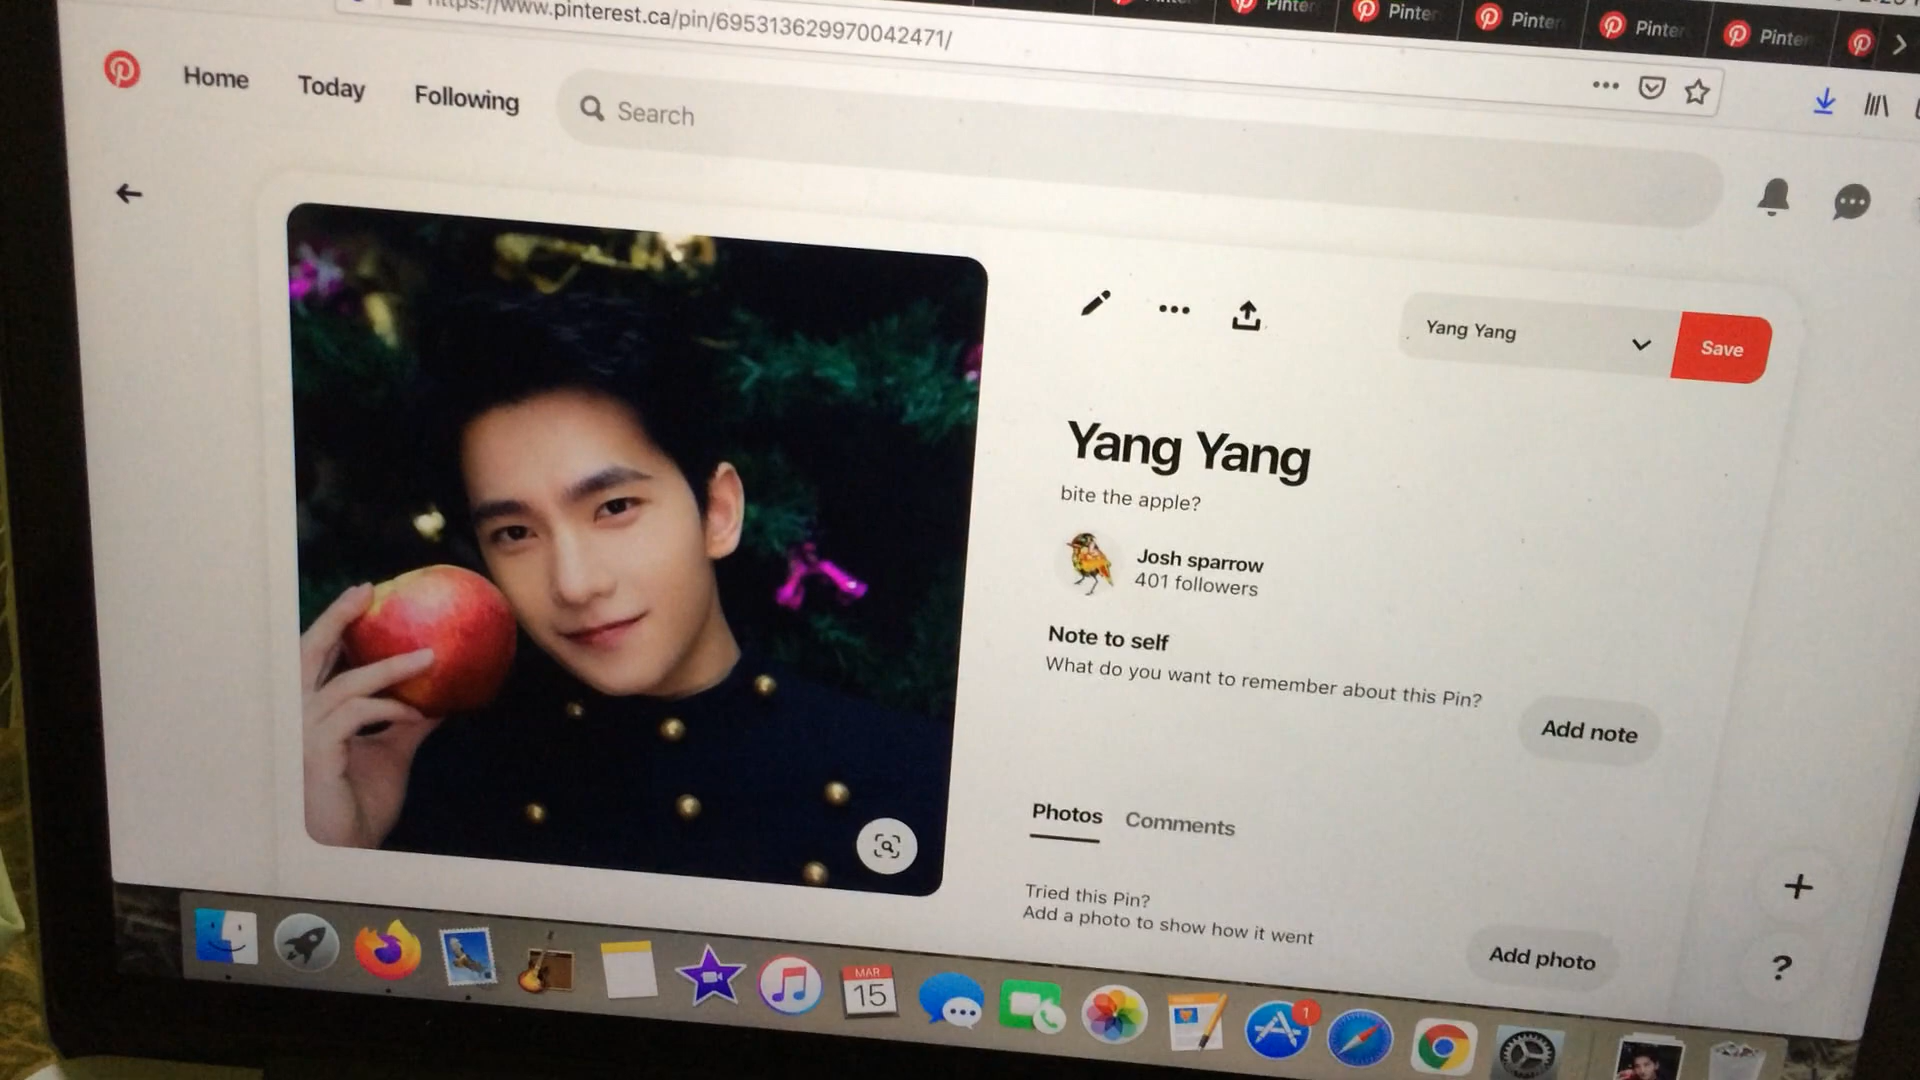 https://www.pinterest.ca/pin/695313629970042471/
Pinter
Pinter
Pinter
Pinter
Pinter
Home
Today
Following
Search
Yang Yang
Save
Yang Yang
bite the apple?
Josh sparrow
401 followers
Note to self
What do you want to remember about this Pin?
Add note
Photos
Comments
Tried this Pin?
Add a photo to show how it went
Add photo
?
MAR
15
1